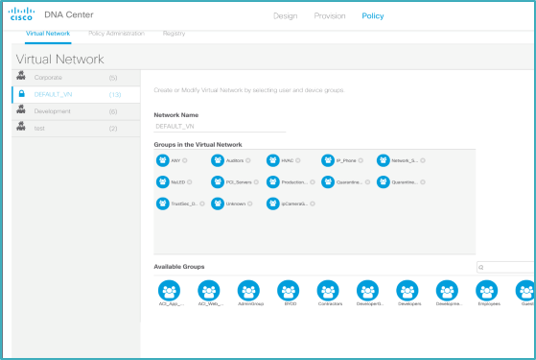 CISCO DNA Center Design Provision Policy
Virtual Network Policy Administration Registry
Virtual Network
Corporate (5)
DEFAULT_VN (13)
Development (6)
test (2)
Create or Modify Virtual Network by selecting user and device groups
Network Name
DEFAULT_VN
Groups in the Virtual Network
ANY Auditors HVAC IP_Phone Network_S...
NoLED PCI_Servers Production... Quarantine... Quarantine...
TrustSec_D... Unknown ipCameraG...
Available Groups
ACI_App_... ACI_Web_... AdminGroup BYOD Contractors DeveloperG... Developers Developme... Employees Guest